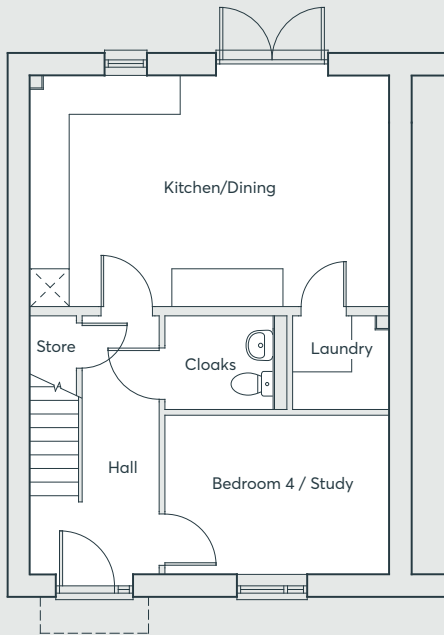 Kitchen/Dining
Store
Cloaks
Laundry
Hall
Bedroom 4 / Study